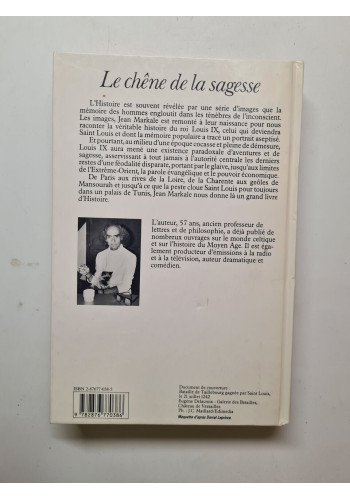 Le chêne de la sagesse
L'Histoire est souvent révélée par une série d'images que la
mémoire des hommes engloutit dans les ténèbres de l'inconscient.
Les images, Jean Markale est remonté à leur naissance pour nous
raconter la véritable histoire du roi Louis IX, celui qui deviendra
Saint Louis et dont la mémoire populaire a tracé un portrait aseptisé.
Et pourtant, au milieu d'une époque cocasse et pleine de démesure,
Louis IX aura mené une existence paradoxale d'aventures et de
sagesse, asservissant à tout jamais à l'autorité centrale les derniers
restes d'une féodalité disparate, portant par le glaive, jusqu'aux limites
de l'Extrême-Orient, la parole évangélique et le pouvoir économique.
De Paris aux rives de la Loire, de la Charente aux geôles de
Mansourah et jusqu'à ce que la peste cloue Saint Louis pour toujours
dans un palais de Tunis, Jean Markale nous donne là un grand livre
d'Histoire.
L'auteur, 57 ans, ancien professeur de
lettres et de philosophie, a déjà publié de
nombreux ouvrages sur le monde celtique
et sur l'histoire du Moyen Age. Il est éga-
lement producteur d'émissions à la radio
et à la télévision, auteur dramatique et
comédien.
9 782876 770386
Document de couverture :
Bataille de Taillebourg gagnée par Saint Louis,
le 21 juillet 1242
Eugène Delacroix - Galerie des Batailles,
Château de Versailles
Maquette d'après Daniel Leprince